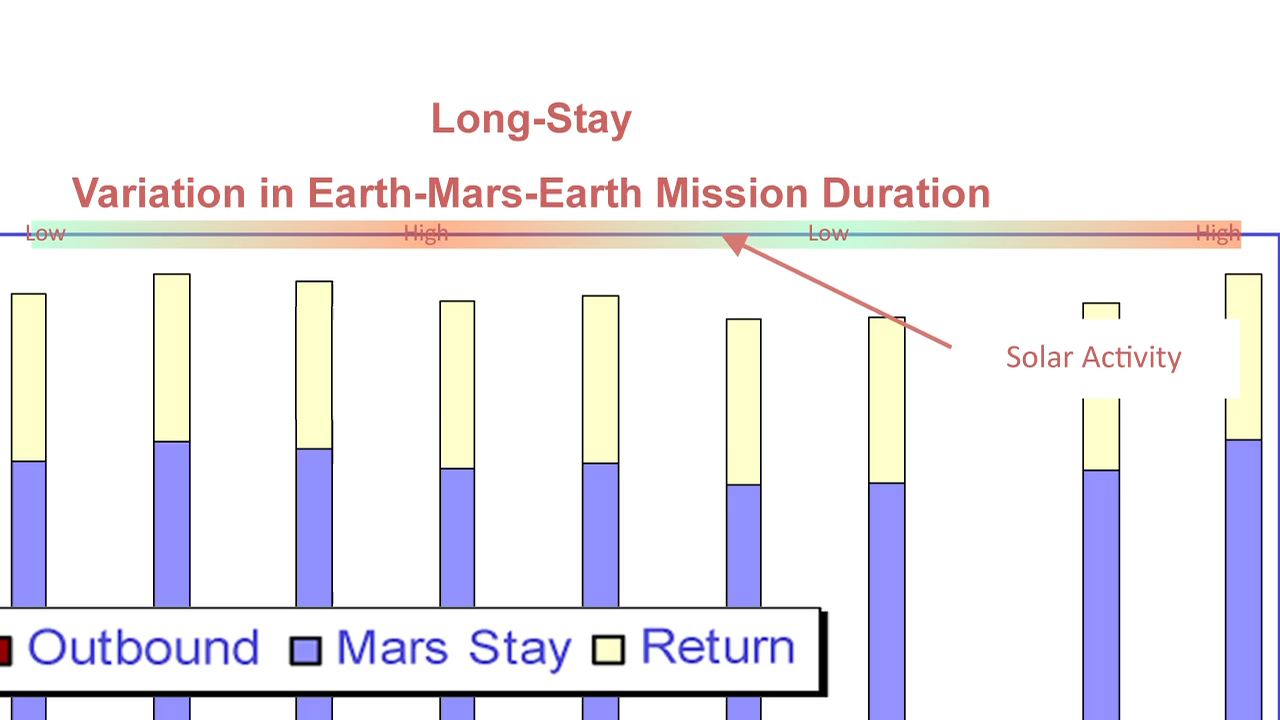 Long-Stay
Variation in Earth-Mars-Earth Mission Duration
Low High Low High
Solar Activity
Outbound Mars Stay Return